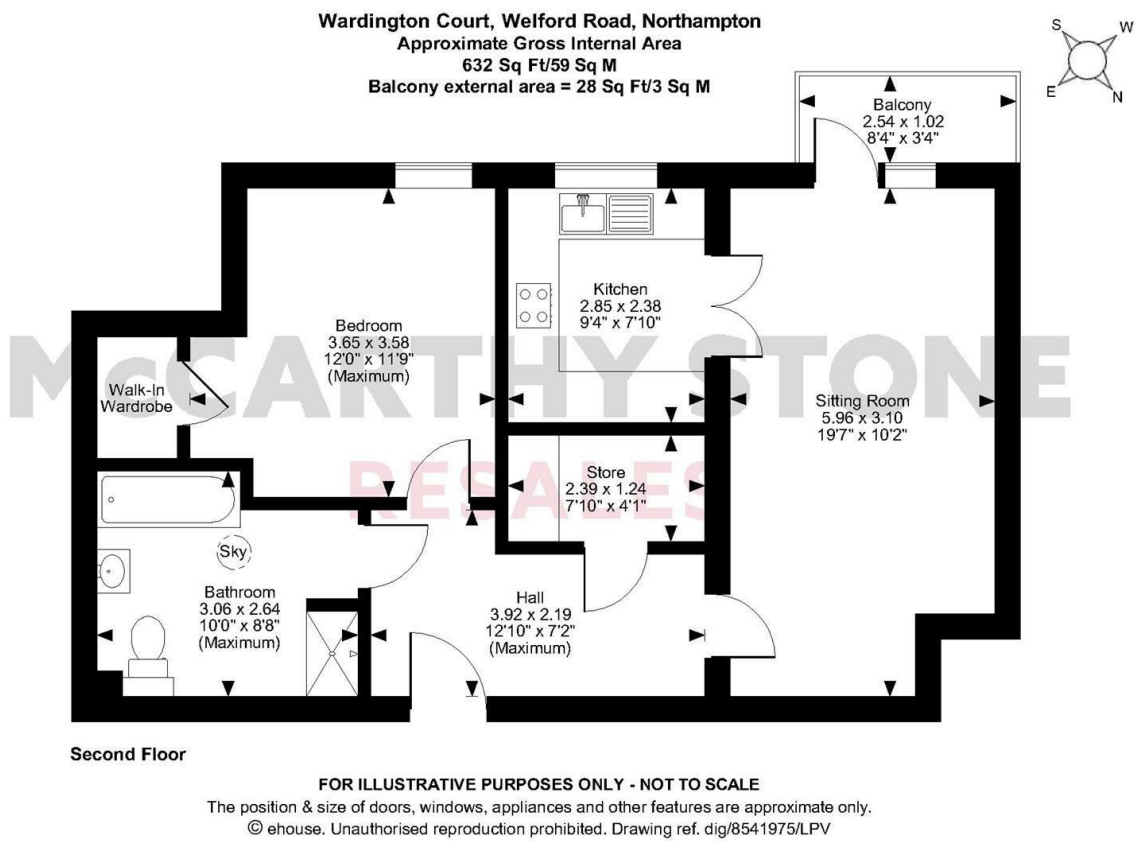 Wardington Court, Welford Road, Northampton
Approximate Gross Internal Area
632 Sq Ft/59 Sq M
Balcony external area = 28 Sq Ft/3 Sq M
S
W
E
N
Balcony
2.54 x 1.02
8'4" x 3'4"
Kitchen
2.85 x 2.38
9'4" x 7'10"
Bedroom
3.65 x 3.58
12'0" x 11'9"
(Maximum)
McCARTHY STONE
RESALES
Walk-In
Wardrobe
Sitting Room
5.96 x 3.10
19'7" x 10'2"
Store
2.39 x 1.24
7'10" x 4'1"
Sky
Bathroom
3.06 x 2.64
10'0" x 8'8"
(Maximum)
Hall
3.92 x 2.19
12'10" x 7'2"
(Maximum)
Second Floor
FOR ILLUSTRATIVE PURPOSES ONLY - NOT TO SCALE
The position & size of doors, windows, appliances and other features are approximate only.
© ehouse. Unauthorised reproduction prohibited. Drawing ref. dig/8541975/LPV